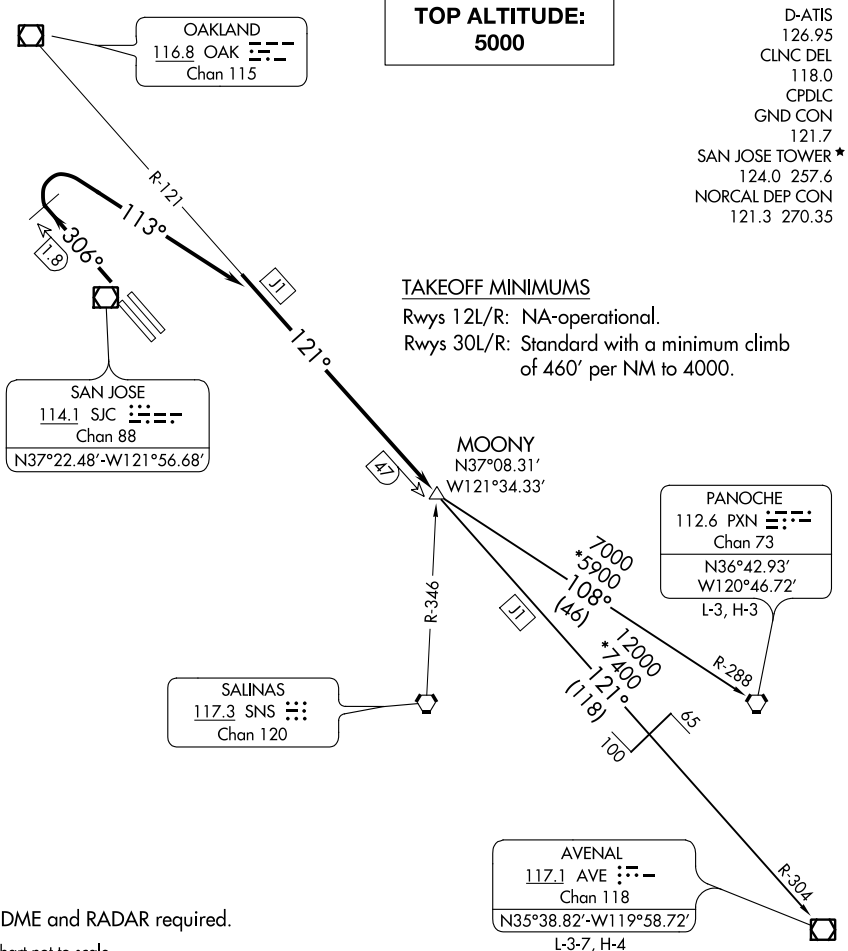 TOP ALTITUDE:
5000
D-ATIS
126.95
CLNC DEL
118.0
CPDLC
GND CON
121.7
SAN JOSE TOWER ★
124.0 257.6
NORCAL DEP CON
121.3 270.35
OAKLAND
116.8 OAK
Chan 115
R-121
113°
306°
1.8
J1
121°
TAKEOFF MINIMUMS
Rwys 12L/R: NA-operational.
Rwys 30L/R: Standard with a minimum climb
of 460' per NM to 4000.
SAN JOSE
114.1 SJC
Chan 88
N37°22.48'-W121°56.68'
MOONY
N37°08.31'
W121°34.33'
47
PANOCHE
112.6 PXN
Chan 73
N36°42.93'
W120°46.72'
L-3, H-3
7000
*5900
108°
(46)
R-288
R-346
J1
12000
*7400
121°
(118)
SALINAS
117.3 SNS
Chan 120
65
100
AVENAL
117.1 AVE
Chan 118
N35°38.82'-W119°58.72'
L-3-7, H-4
R-304
DME and RADAR required.